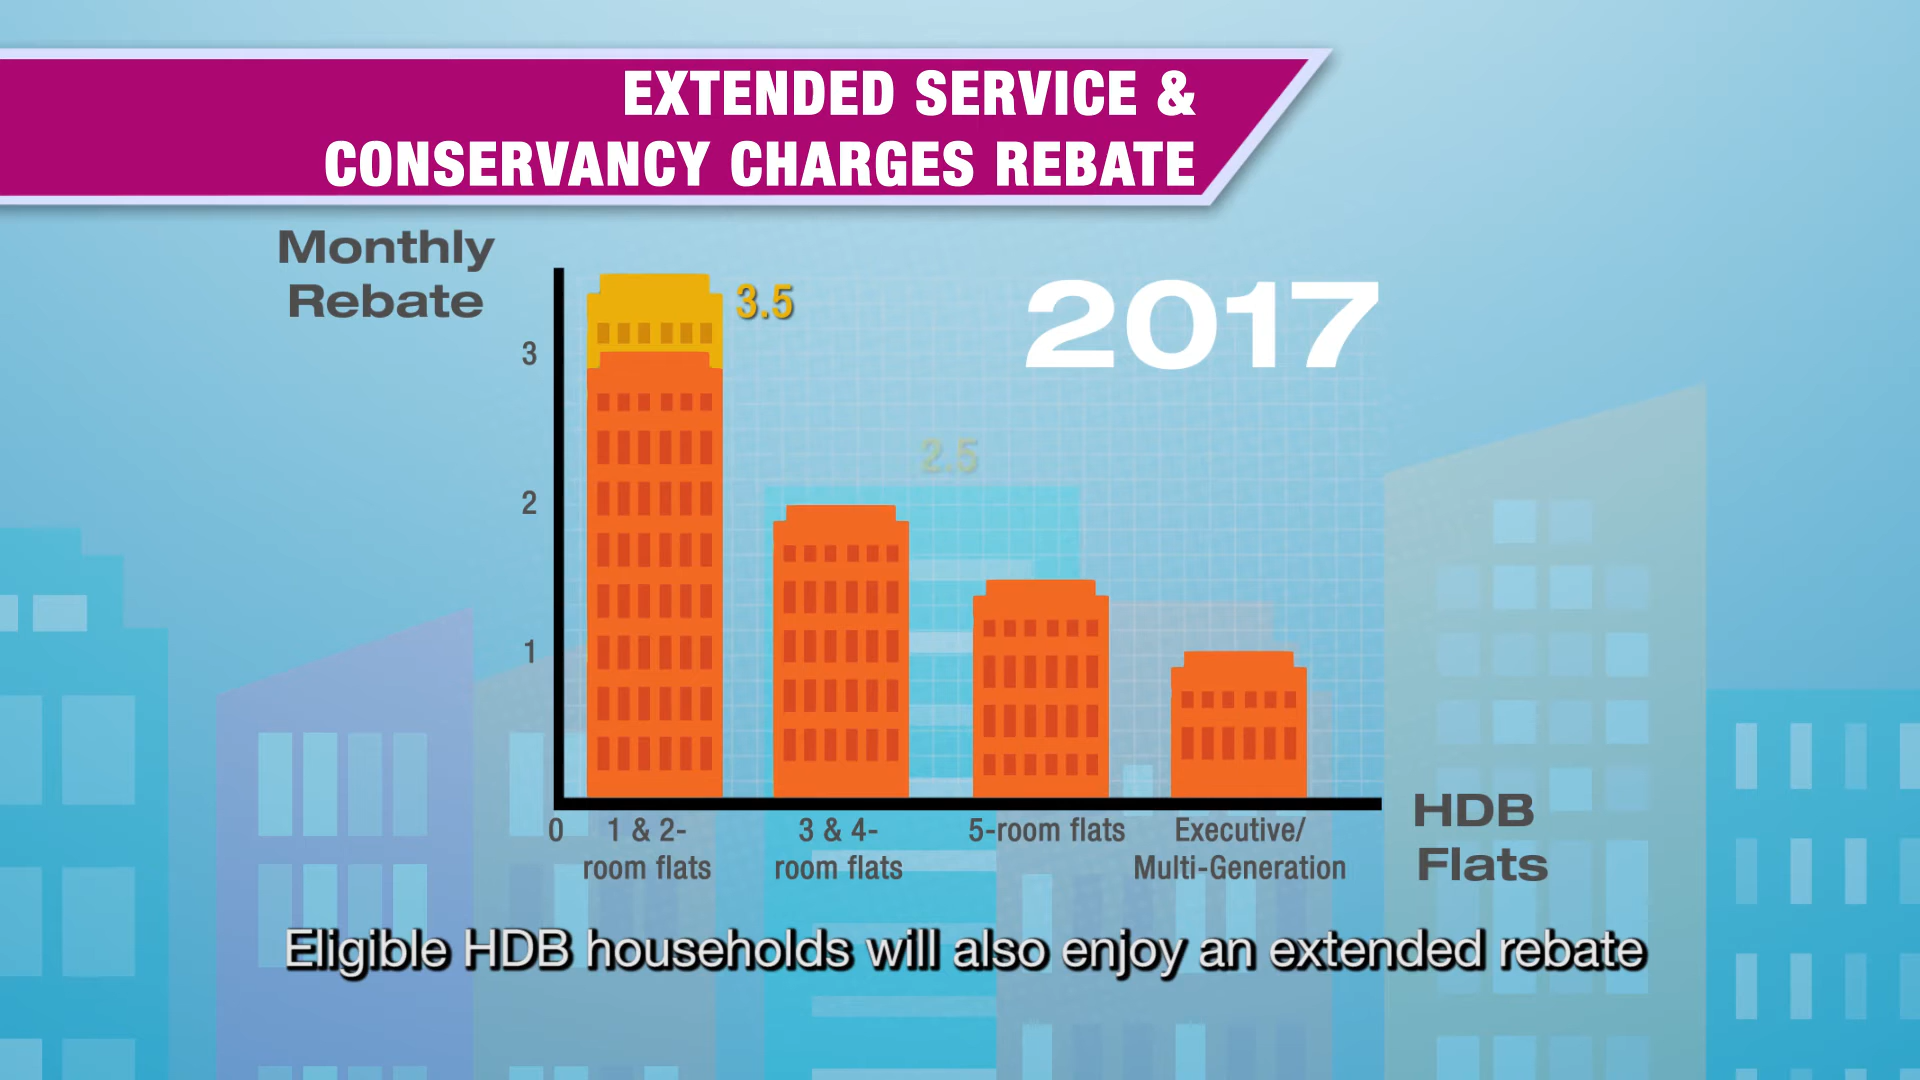 EXTENDED SERVICE &
CONSERVANCY CHARGES REBATE
Monthly
Rebate
2017
3.5
3
2.5
2
1
0
1 & 2-
room flats
3 & 4-
room flats
5-room flats
Executive/
Multi-Generation
HDB
Flats
Eligible HDB households will also enjoy an extended rebate